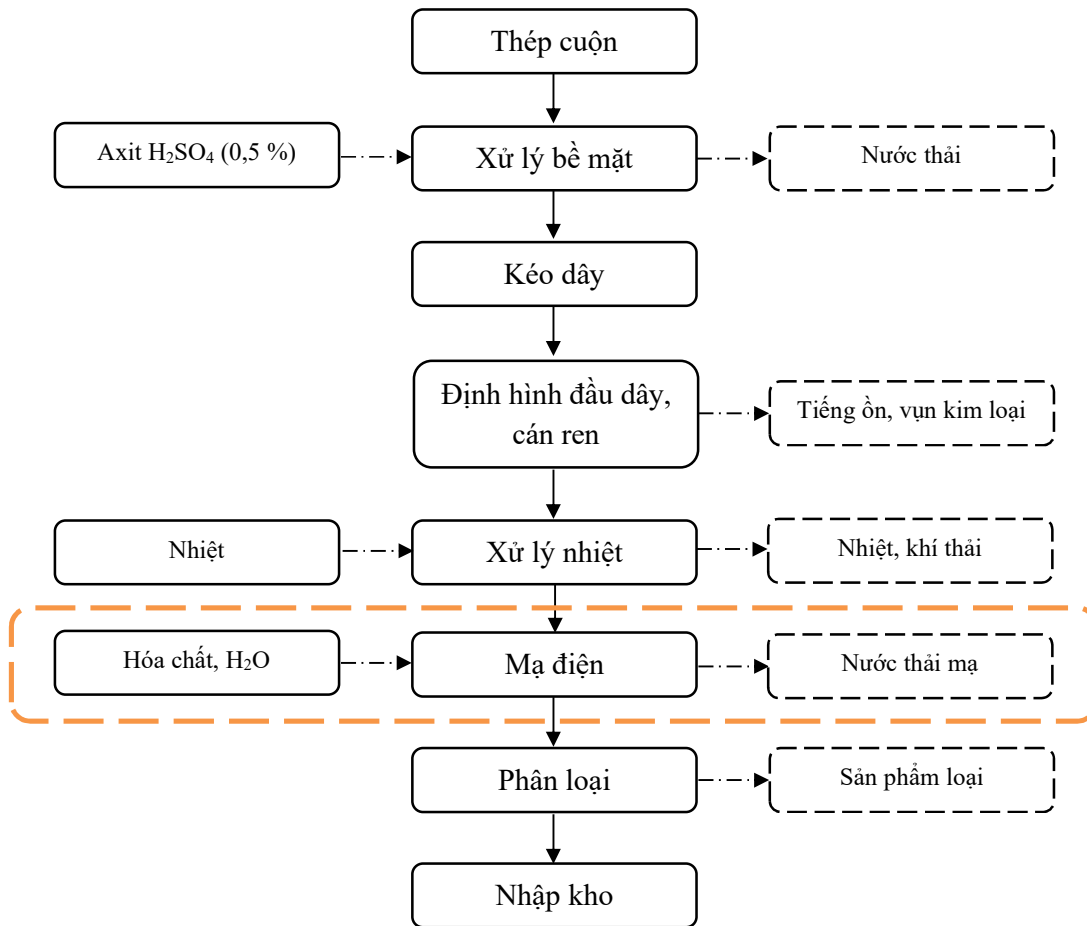 Thép cuộn
Axit H₂SO₄ (0,5 %)
Xử lý bề mặt
Nước thải
Kéo dây
Định hình đầu dây,
cán ren
Tiếng ồn, vụn kim loại
Nhiệt
Xử lý nhiệt
Nhiệt, khí thải
Hóa chất, H₂O
Mạ điện
Nước thải mạ
Phân loại
Sản phẩm loại
Nhập kho